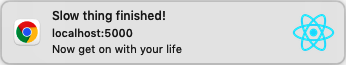 Slow thing finished!
localhost:5000
Now get on with your life